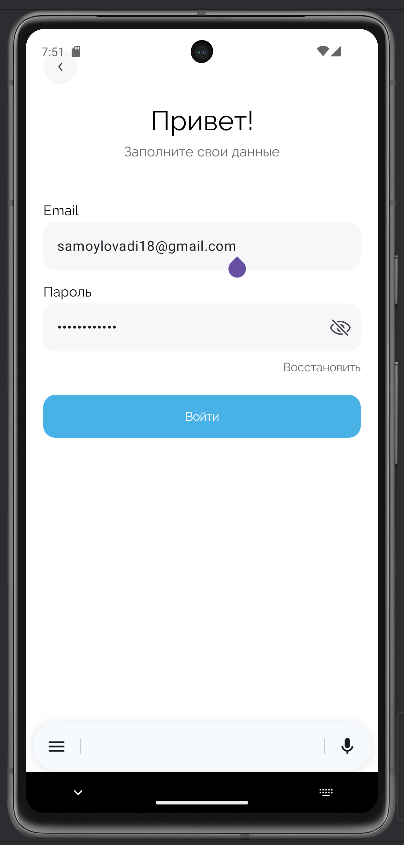 7:51
Привет!
Заполните свои данные
Email
samoylovadi18@gmail.com
Пароль
••••••••••••
Восстановить
Войти